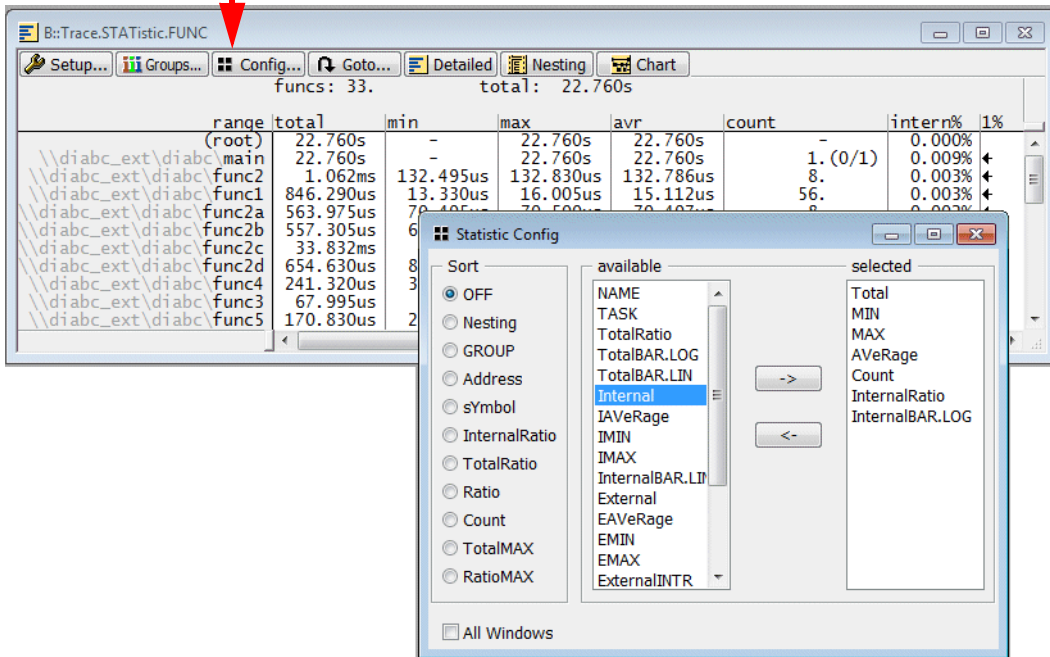 B::Trace.STATistic.FUNC
Setup... Groups... Config... Goto... Detailed Nesting Chart
funcs: 33. total: 22.760s
range total min max avr count intern% 1%
(root) 22.760s - 22.760s 22.760s - 0.000%
\\diabc_ext\diabc\main 22.760s - 22.760s 22.760s 1.(0/1) 0.009%
\\diabc_ext\diabc\func2 1.062ms 132.495us 132.830us 132.786us 8. 0.003%
\\diabc_ext\diabc\func1 846.290us 13.330us 16.005us 15.112us 56. 0.003%
\\diabc_ext\diabc\func2a 563.975us
\\diabc_ext\diabc\func2b 557.305us 6
\\diabc_ext\diabc\func2c 33.832ms
\\diabc_ext\diabc\func2d 654.630us 8
\\diabc_ext\diabc\func4 241.320us 3
\\diabc_ext\diabc\func3 67.995us
\\diabc_ext\diabc\func5 170.830us 2
Statistic Config
Sort
OFF
Nesting
GROUP
Address
sYmbol
InternalRatio
TotalRatio
Ratio
Count
TotalMAX
RatioMAX
All Windows
available
NAME
TASK
TotalRatio
TotalBAR.LOG
TotalBAR.LIN
Internal
IAVeRage
IMIN
IMAX
InternalBAR.LIN
External
EAVeRage
EMIN
EMAX
ExternalINTR
->
<-
selected
Total
MIN
MAX
AVeRage
Count
InternalRatio
InternalBAR.LOG